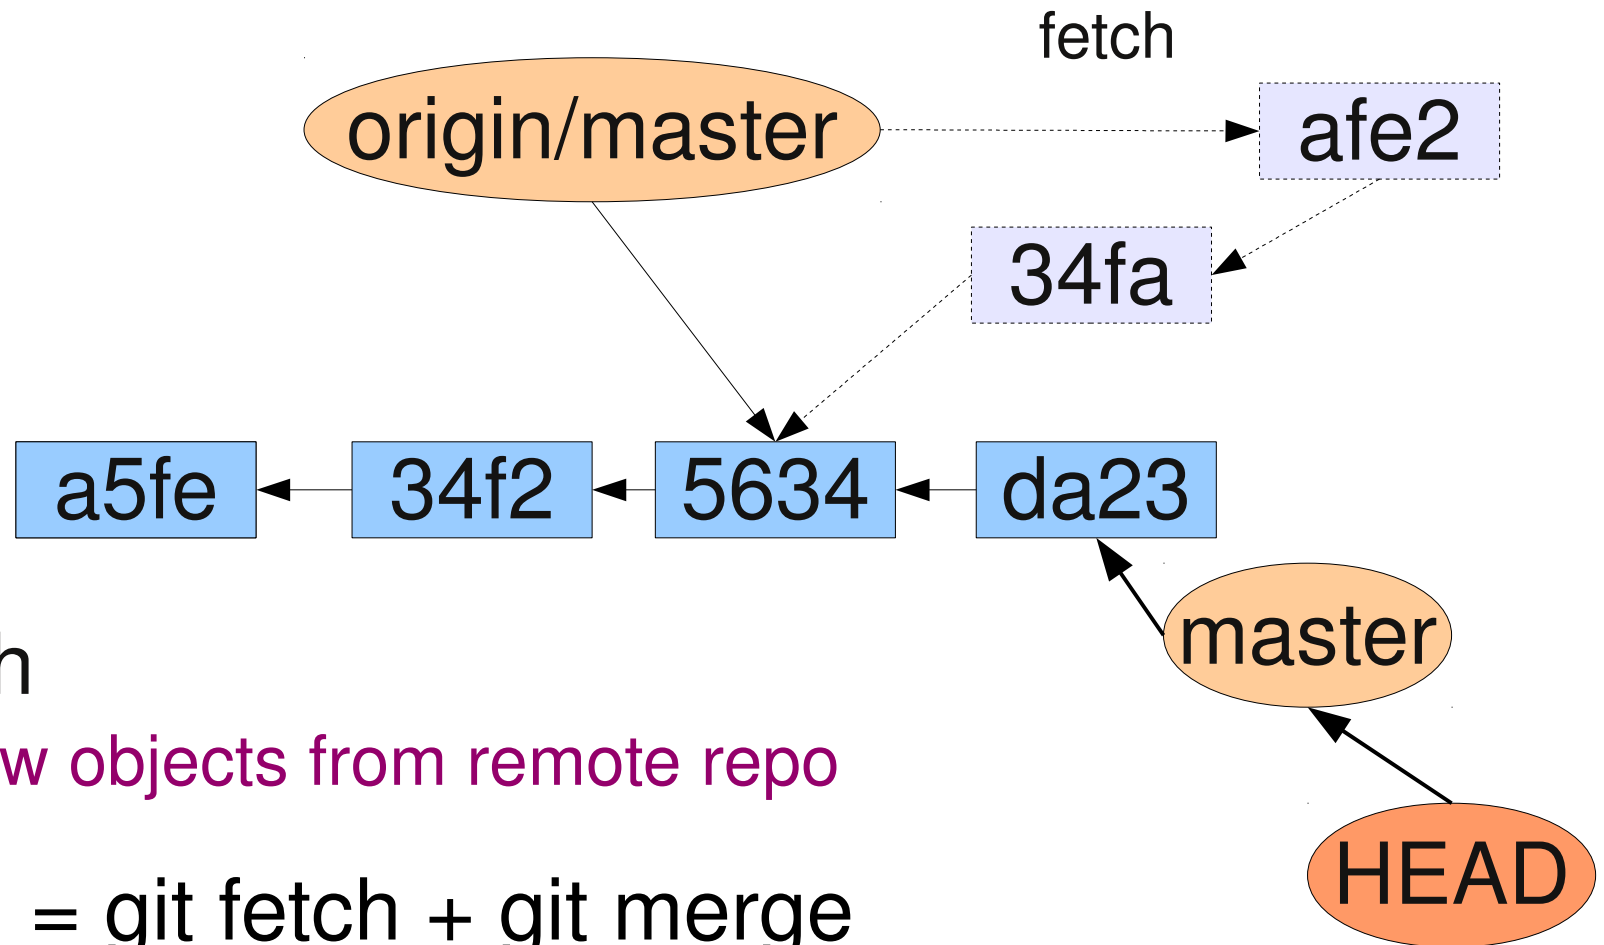 fetch
origin/master
afe2
34fa
a5fe
34f2
5634
da23
master
h
w objects from remote repo
HEAD
= git fetch + git merge